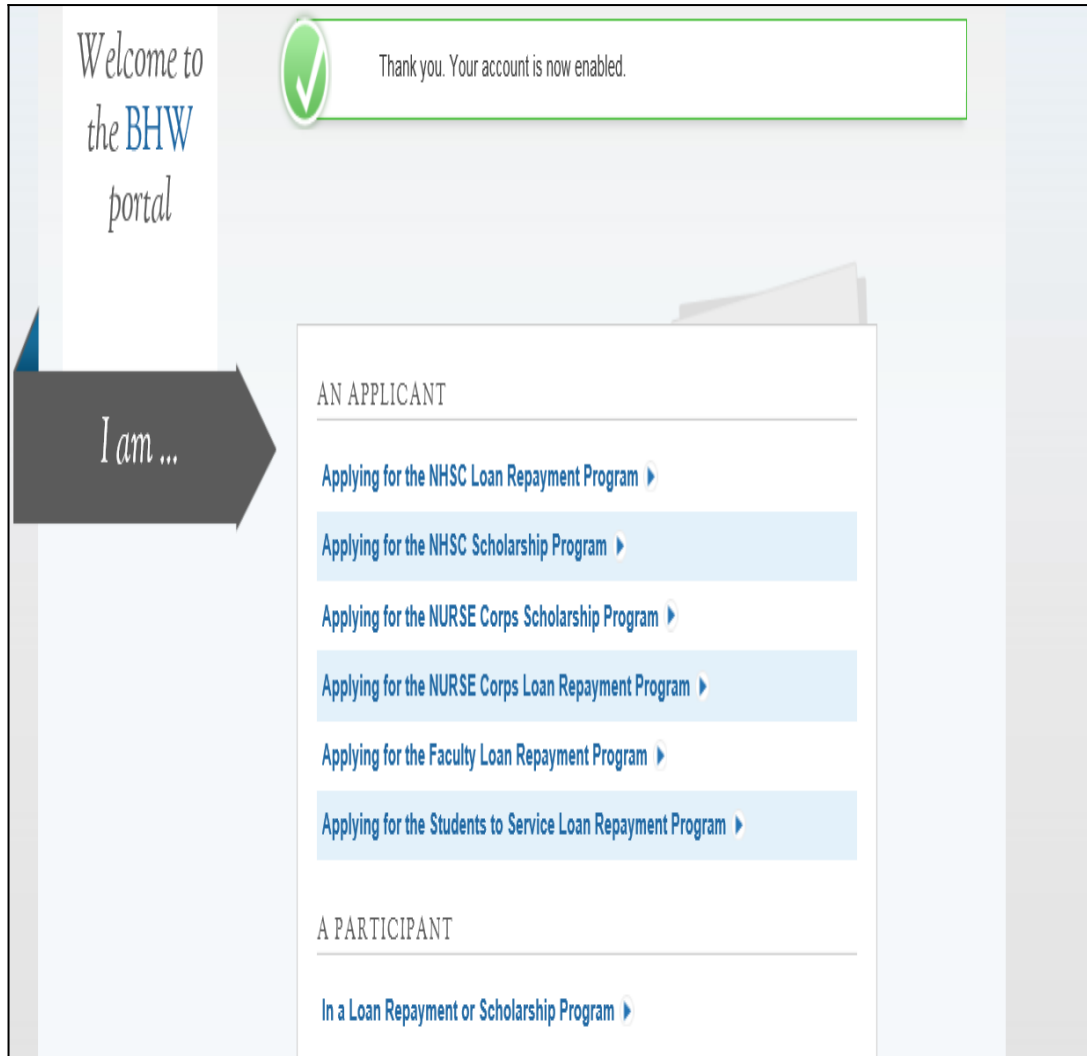 Welcome to
the BHW
portal
Thank you. Your account is now enabled.
I am ...
AN APPLICANT
Applying for the NHSC Loan Repayment Program
Applying for the NHSC Scholarship Program
Applying for the NURSE Corps Scholarship Program
Applying for the NURSE Corps Loan Repayment Program
Applying for the Faculty Loan Repayment Program
Applying for the Students to Service Loan Repayment Program
A PARTICIPANT
In a Loan Repayment or Scholarship Program